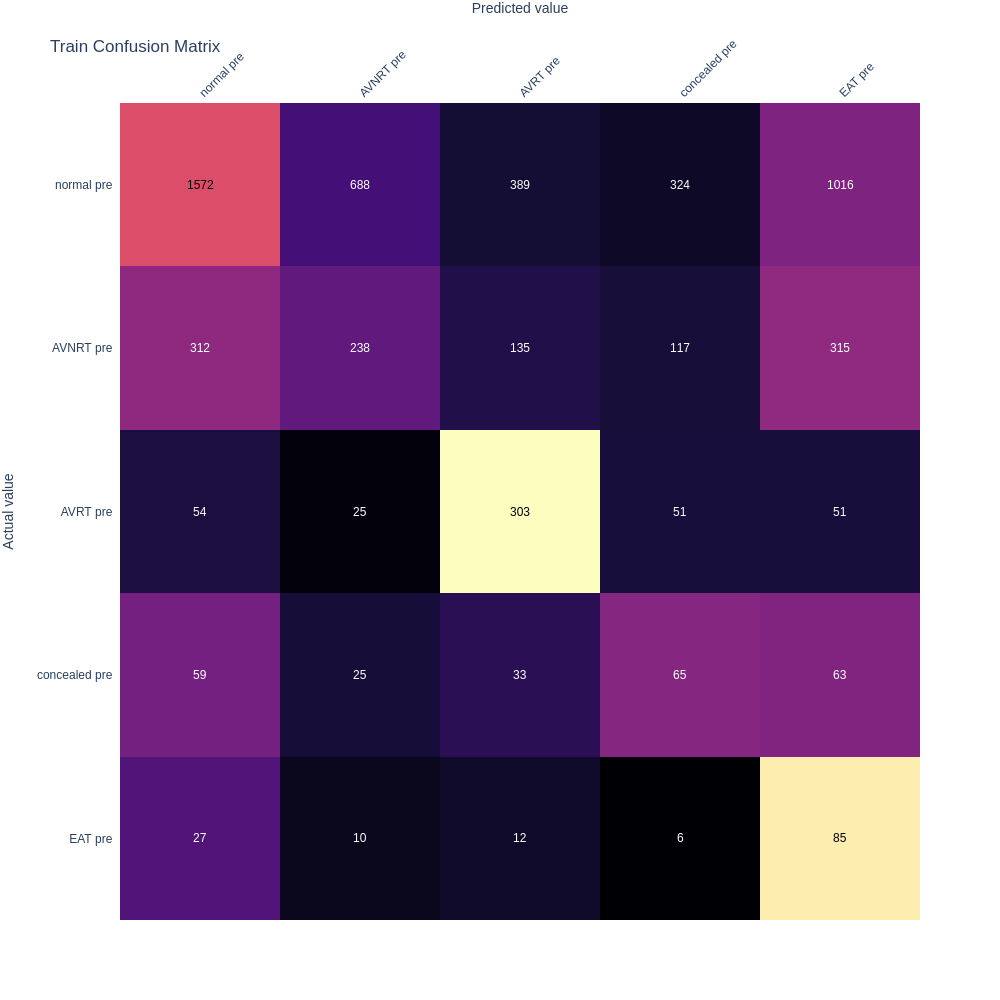 Predicted value
Train Confusion Matrix
normal pre AVNRT pre AVRT pre concealed pre EAT pre
normal pre 1572 688 389 324 1016
AVNRT pre 312 238 135 117 315
AVRT pre 54 25 303 51 51
concealed pre 59 25 33 65 63
EAT pre 27 10 12 6 85
Actual value